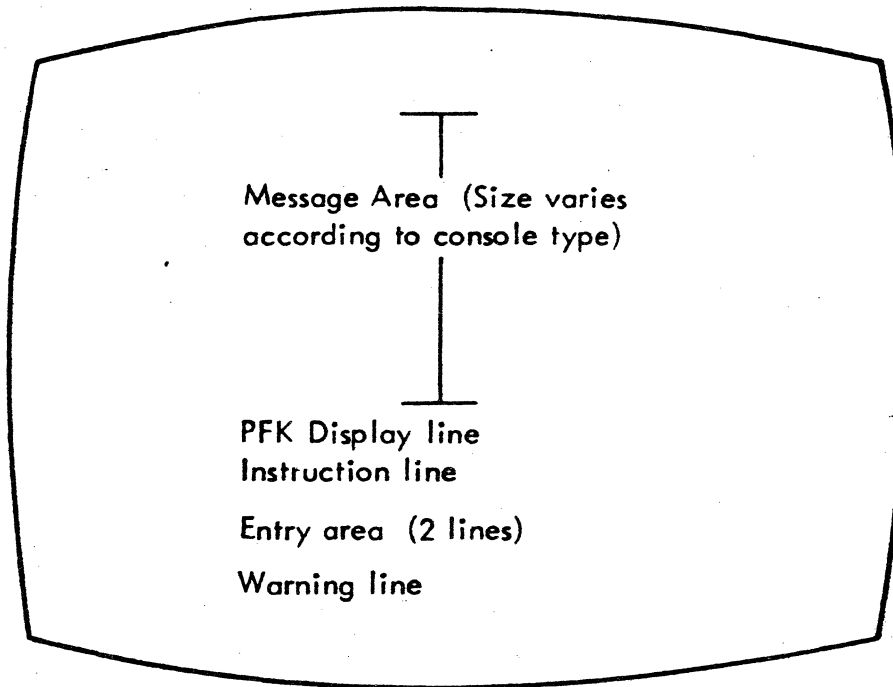 Message Area (Size varies
according to console type)
PFK Display line
Instruction line
Entry area (2 lines)
Warning line